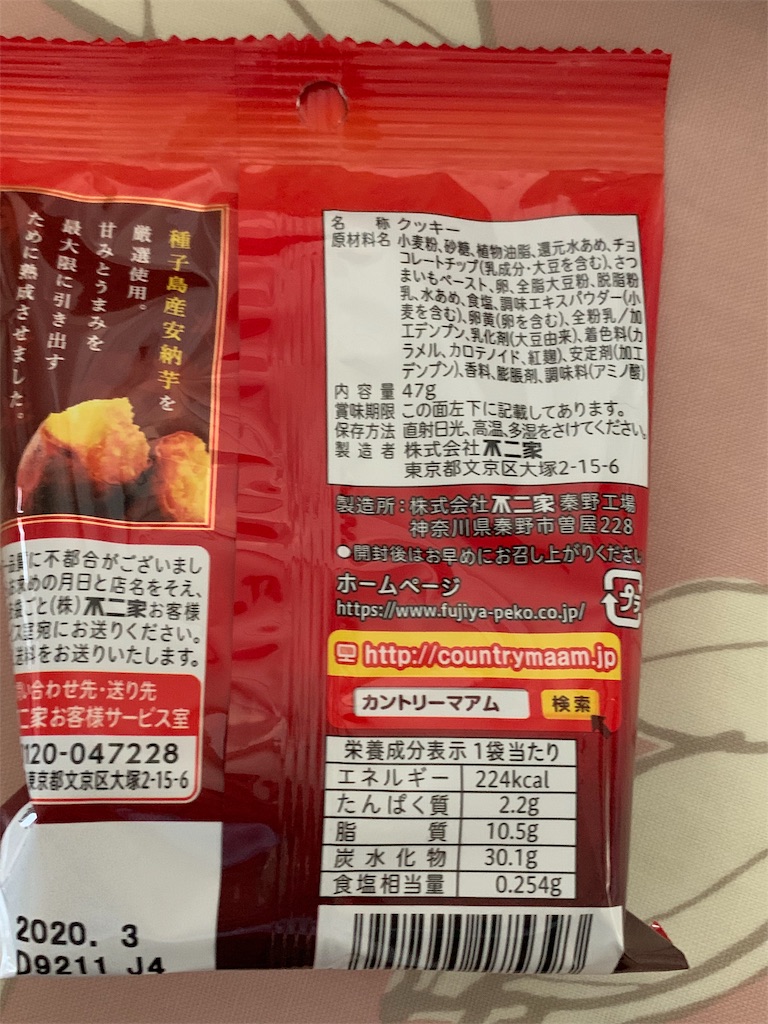 種子島産安納芋を
厳選使用。
甘みとうまみを
最大限に引き出す
ために熟成させました。
品質に不都合がございまし
お求めの月日と店名をそえ、
ごと(株)不二家お客様
室宛にお送りください。
送料をお送りいたします。
い合わせ先・送り先
二家お客様サービス室
120-047228
東京都文京区大塚2-15-6
2020. 3
D9211 J4
名 称 クッキー
原材料名 小麦粉、砂糖、植物油脂、還元水あめ、チョ
コレートチップ(乳成分・大豆を含む)、さつ
まいもペースト、卵、全脂大豆粉、脱脂粉
乳、水あめ、食塩、調味エキスパウダー(小
麦を含む)、卵黄(卵を含む)、全粉乳/加
工デンプン、乳化剤(大豆由来)、着色料(カ
ラメル、カロテノイド、紅麹)、安定剤(加工
デンプン)、香料、膨脹剤、調味料(アミノ酸)
内 容 量 47g
賞味期限 この面左下に記載してあります。
保存方法 直射日光、高温、多湿をさけてください。
製 造 者 株式会社不二家
東京都文京区大塚2-15-6
製造所:株式会社不二家 秦野工場
神奈川県秦野市曽屋228
●開封後はお早めにお召し上がりください
ホームページ
https://www.fujiya-peko.co.jp/
プラ
http://countrymaam.jp
カントリーマアム 検索
栄養成分表示 1袋当たり
エネルギー 224kcal
たんぱく質 2.2g
脂 質 10.5g
炭水化物 30.1g
食塩相当量 0.254g